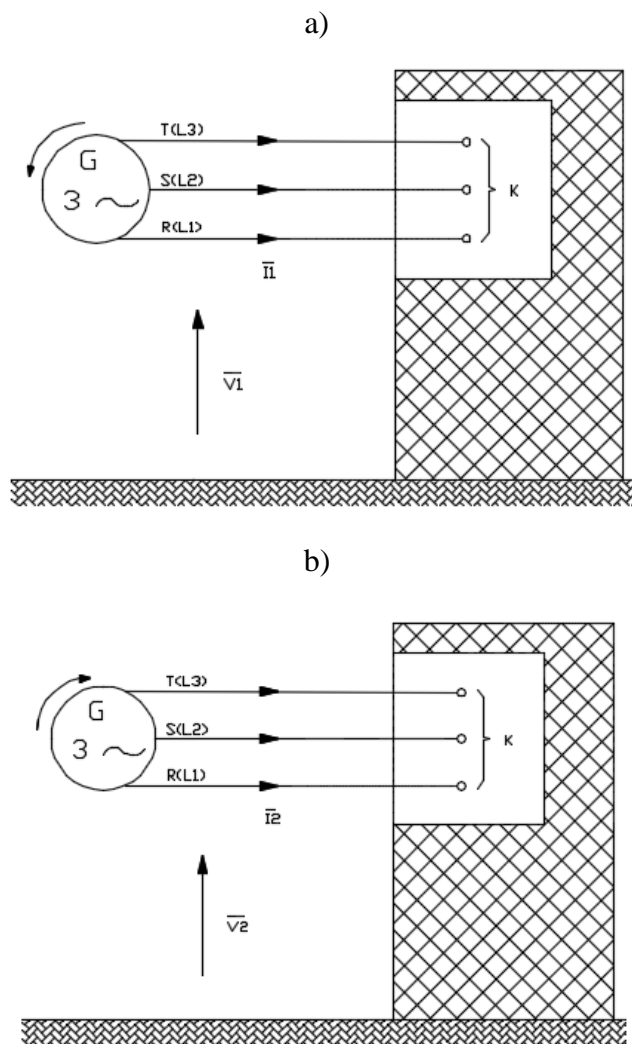 a)
T(L3)
G
S(L2)
3 ~
K
R(L1)
I1
V1
b)
T(L3)
G
S(L2)
3 ~
K
R(L1)
I2
V2